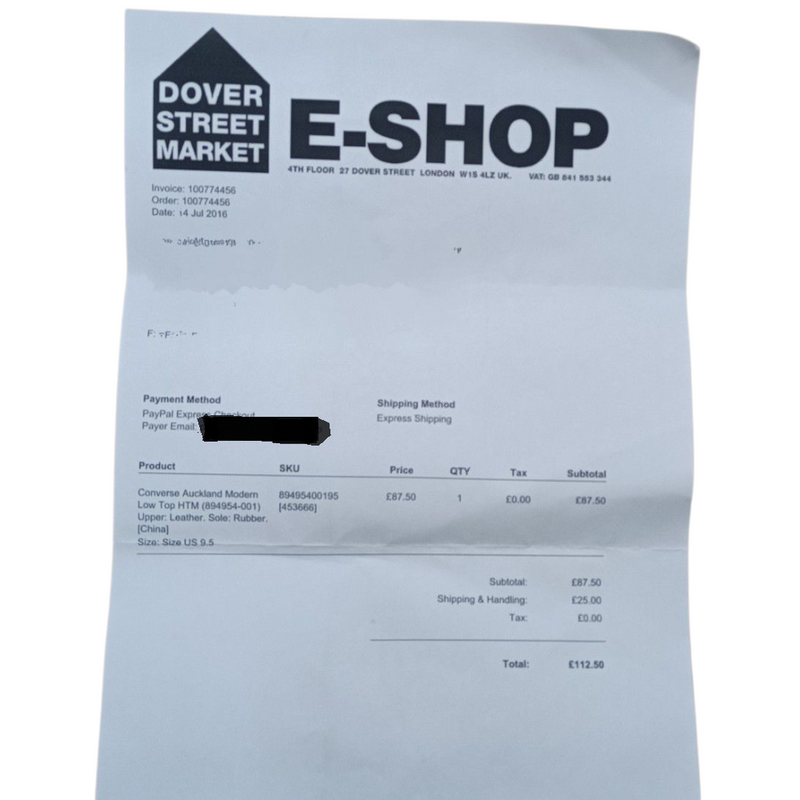 DOVER
STREET
MARKET
E-SHOP
4TH FLOOR 27 DOVER STREET LONDON W1S 4LZ UK. VAT: GB 841 553 344
Invoice: 100774456
Order: 100774456
Date: 14 Jul 2016
Payment Method
PayPal Express Checkout
Payer Email:
Shipping Method
Express Shipping
Product SKU Price QTY Tax Subtotal
Converse Auckland Modern 89495400195 £87.50 1 £0.00 £87.50
Low Top HTM (894954-001) [453666]
Upper: Leather. Sole: Rubber.
[China]
Size: Size US 9.5
Subtotal: £87.50
Shipping & Handling: £25.00
Tax: £0.00
Total: £112.50